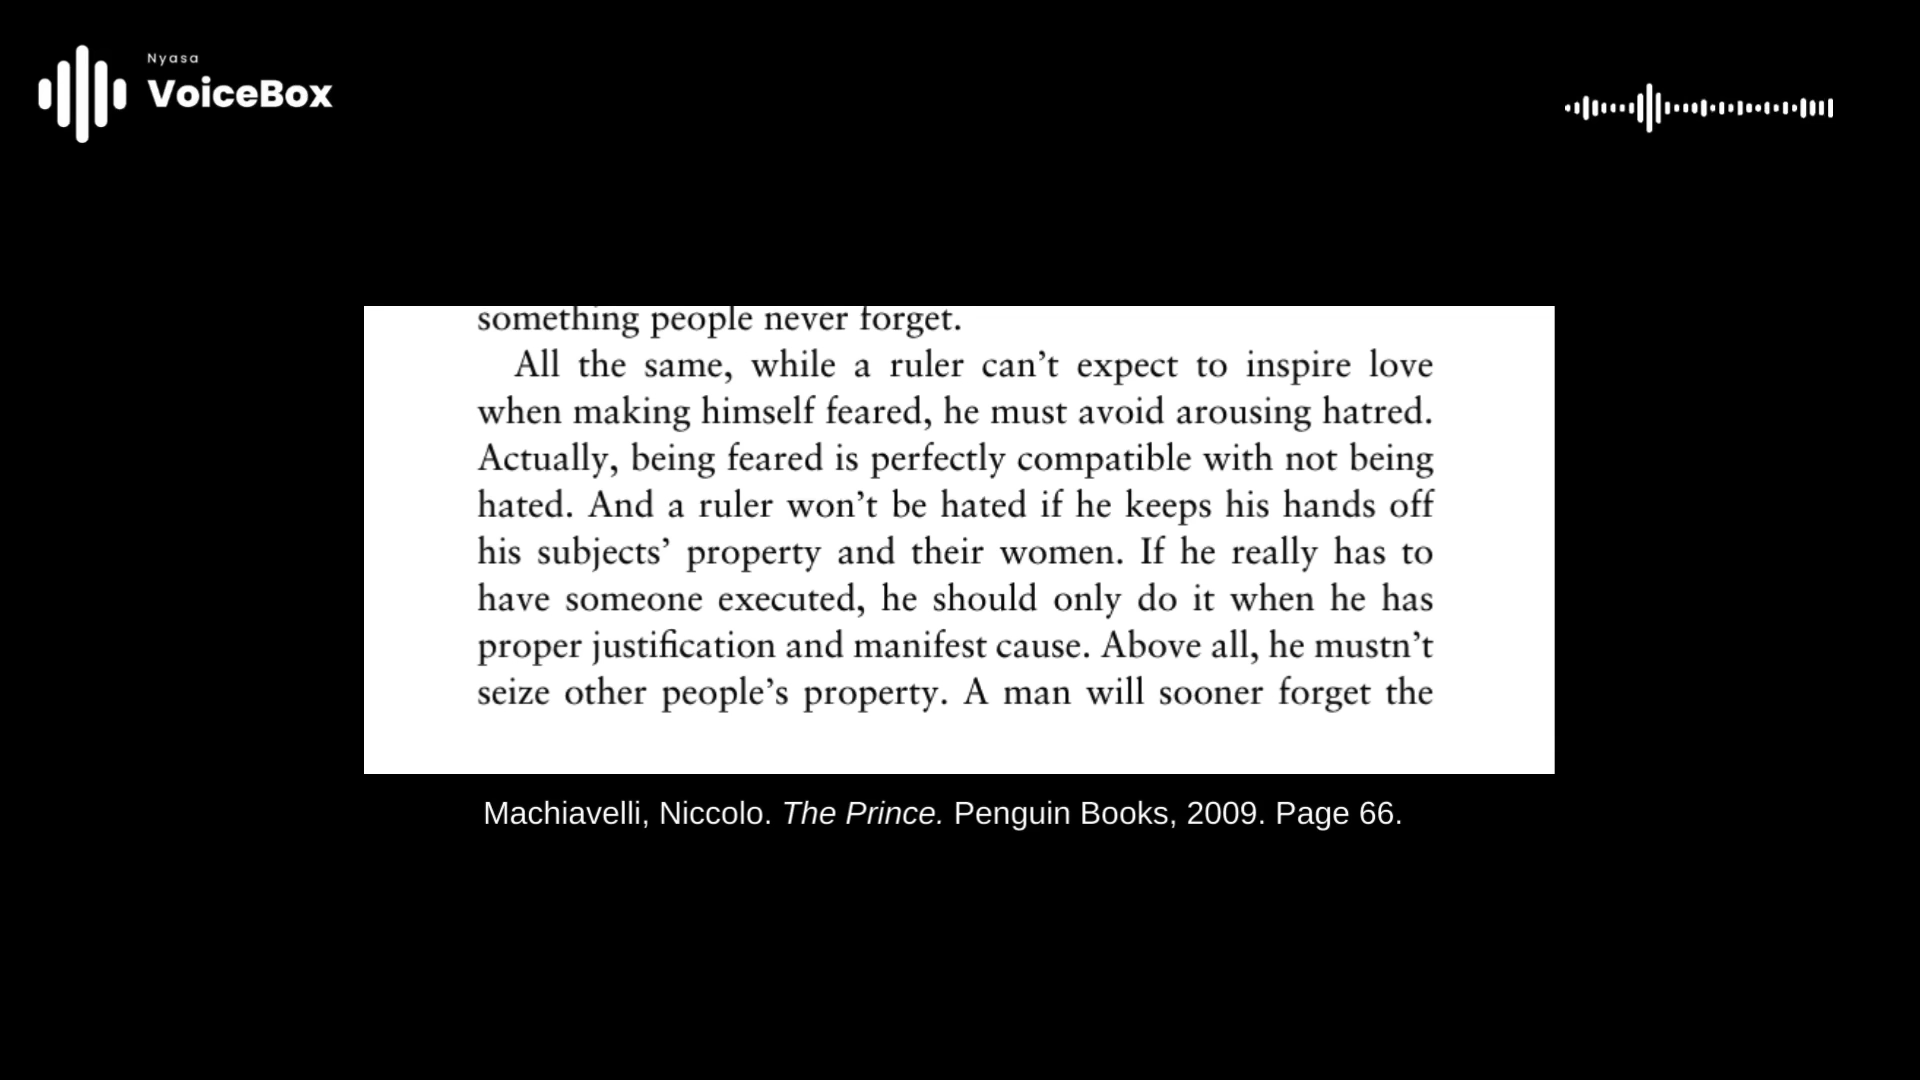 Nyasa
VoiceBox
something people never forget.
All the same, while a ruler can’t expect to inspire love
when making himself feared, he must avoid arousing hatred.
Actually, being feared is perfectly compatible with not being
hated. And a ruler won’t be hated if he keeps his hands off
his subjects’ property and their women. If he really has to
have someone executed, he should only do it when he has
proper justification and manifest cause. Above all, he mustn’t
seize other people’s property. A man will sooner forget the
Machiavelli, Niccolo. The Prince. Penguin Books, 2009. Page 66.